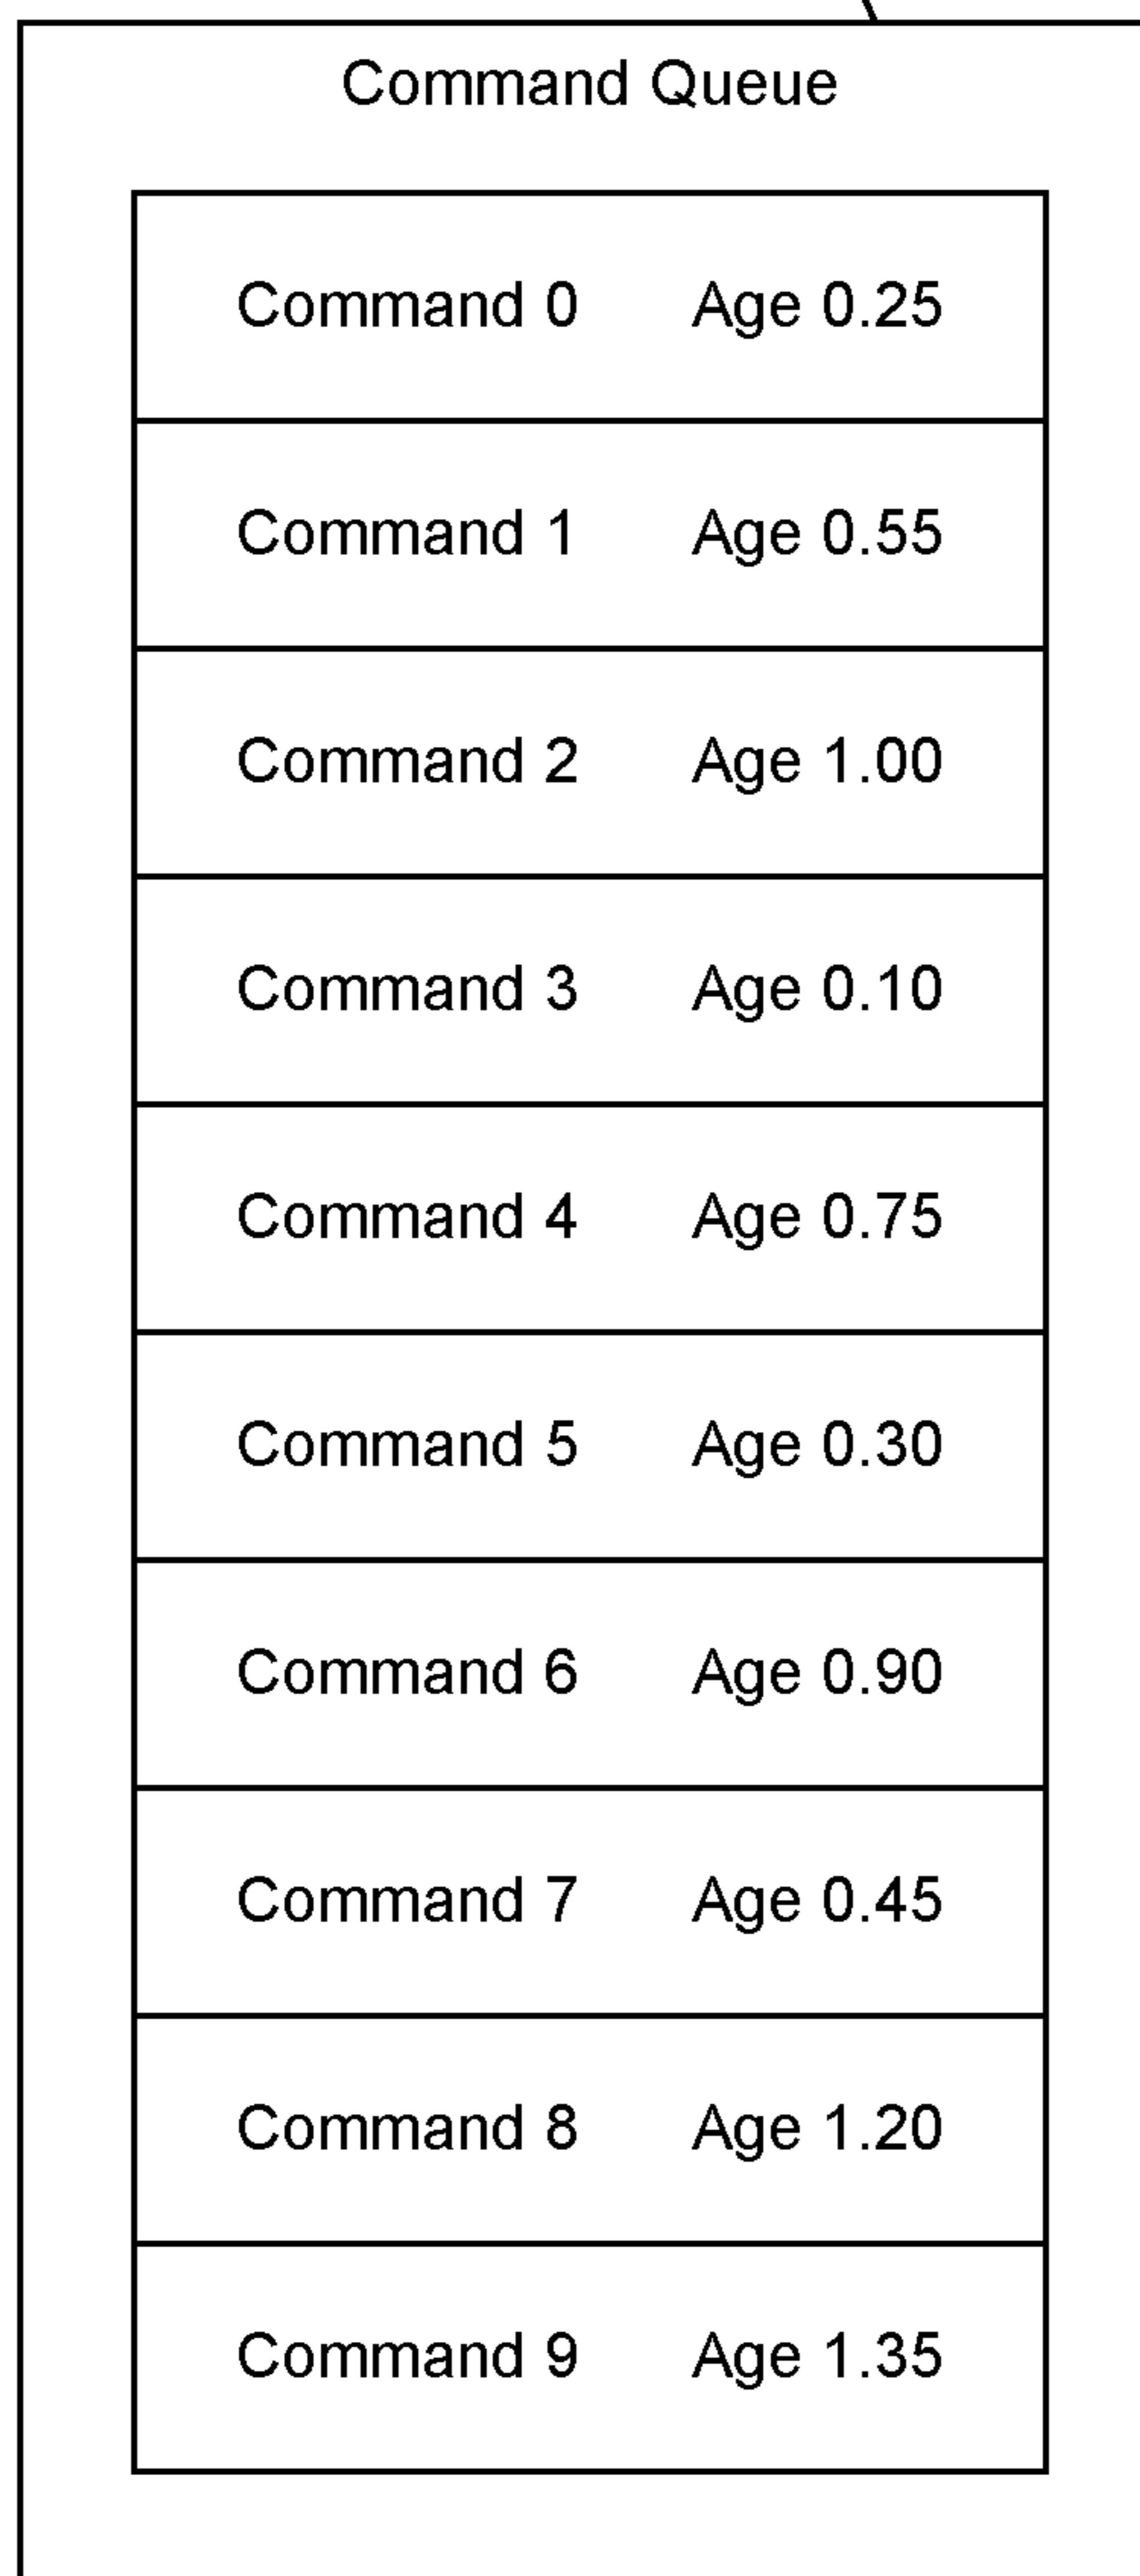 Command Queue
Command 0 Age 0.25
Command 1 Age 0.55
Command 2 Age 1.00
Command 3 Age 0.10
Command 4 Age 0.75
Command 5 Age 0.30
Command 6 Age 0.90
Command 7 Age 0.45
Command 8 Age 1.20
Command 9 Age 1.35